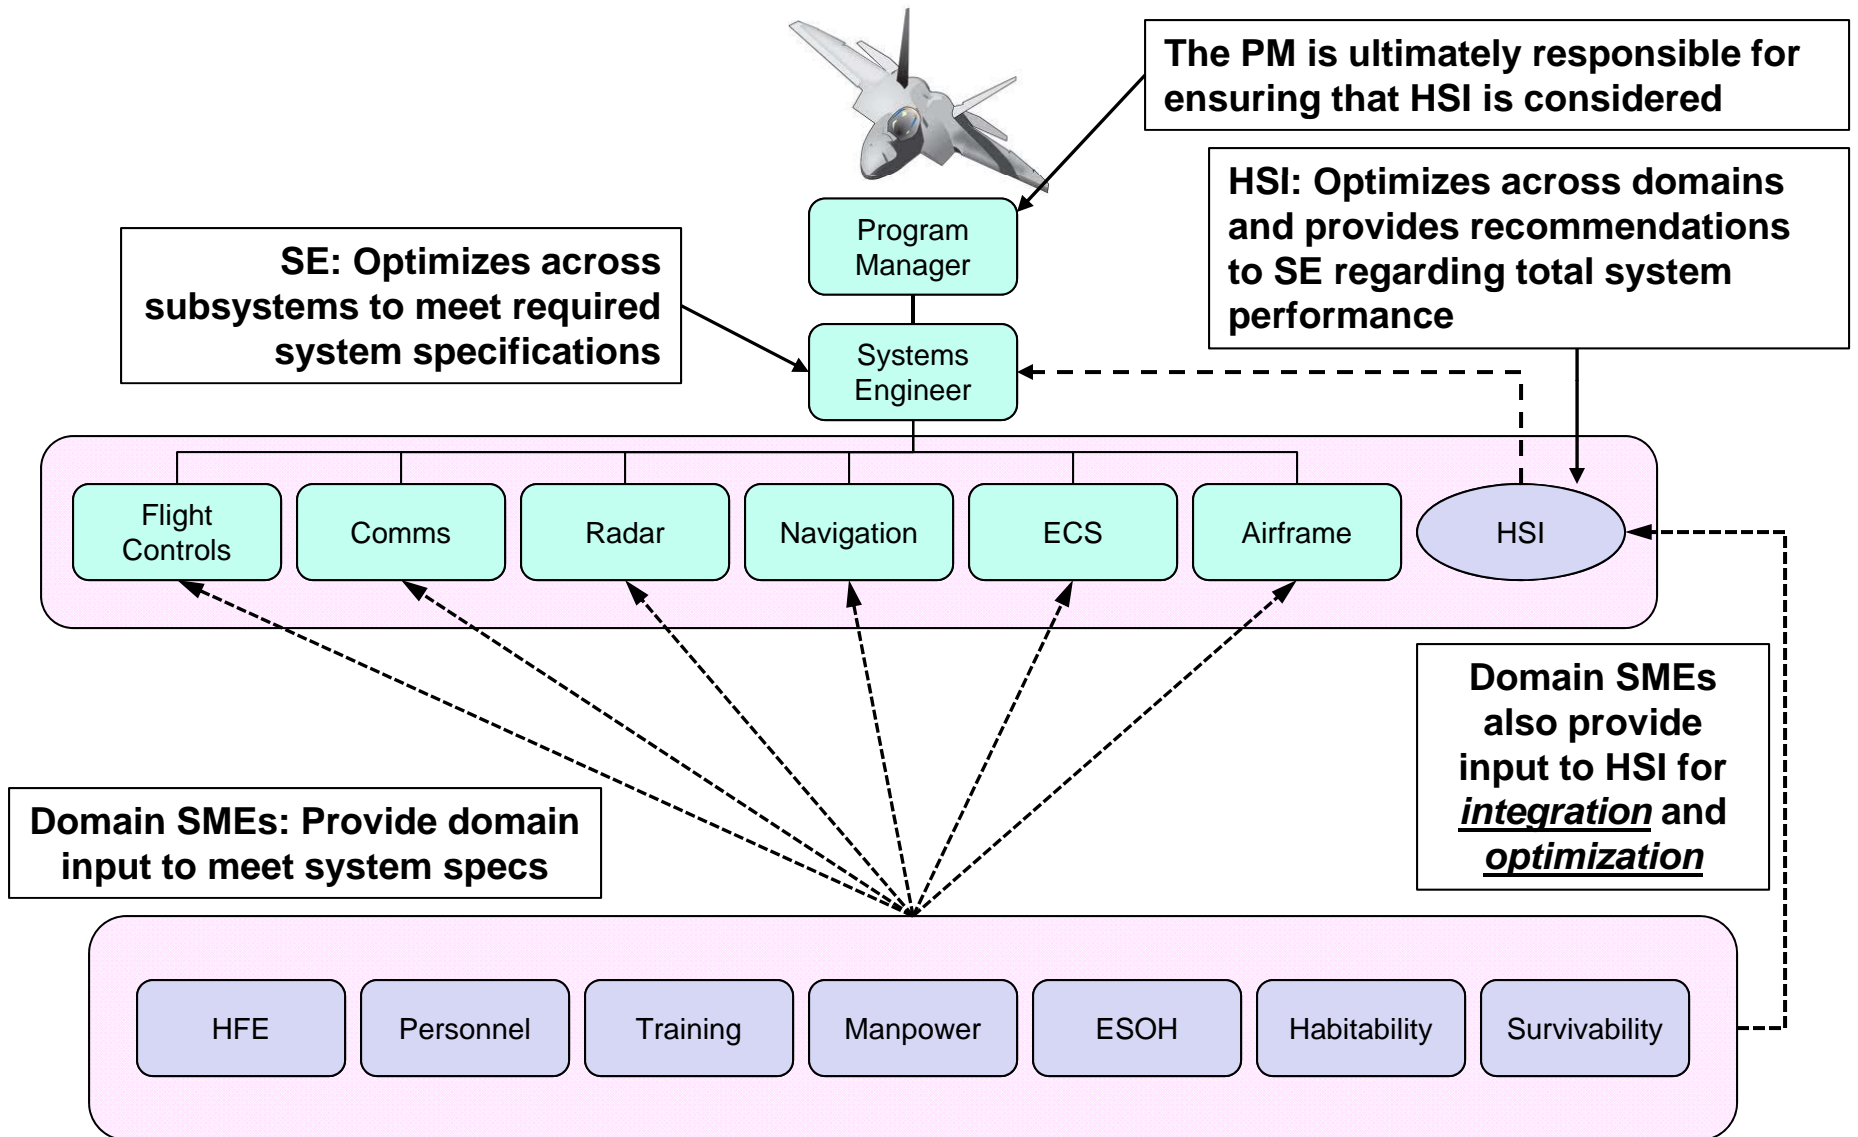 The PM is ultimately responsible for
ensuring that HSI is considered
HSI: Optimizes across domains
and provides recommendations
to SE regarding total system
performance
Program
Manager
SE: Optimizes across
subsystems to meet required
system specifications
Systems
Engineer
Flight
Controls
Comms
Radar
Navigation
ECS
Airframe
HSI
Domain SMEs
also provide
input to HSI for
integration and
optimization
Domain SMEs: Provide domain
input to meet system specs
HFE
Personnel
Training
Manpower
ESOH
Habitability
Survivability